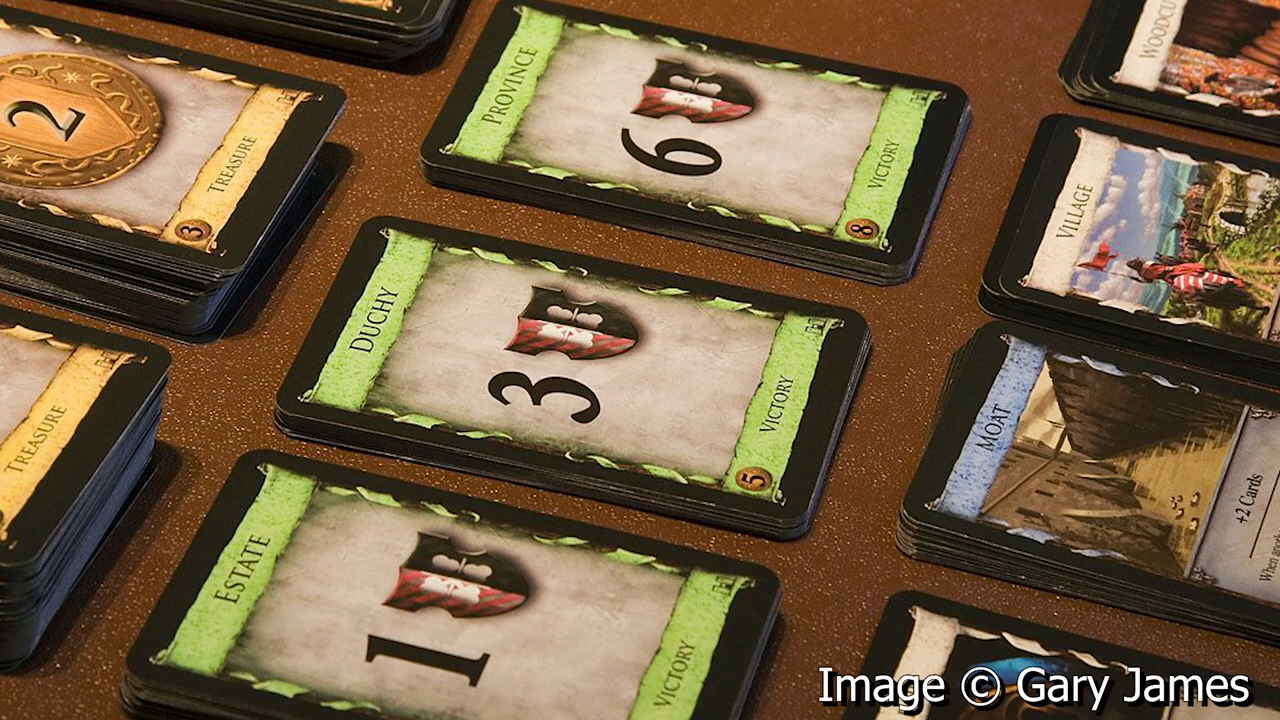 2
TREASURE
3
TREASURE
PROVINCE
6
VICTORY
8
DUCHY
3
VICTORY
5
ESTATE
1
VICTORY
VILLAGE
MOAT
+2 Cards
Image © Gary James